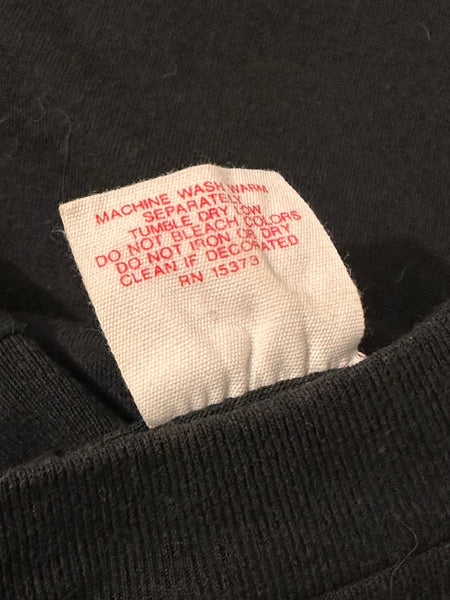 MACHINE WASH WARM
SEPARATELY
TUMBLE DRY LOW
DO NOT BLEACH COLORS
DO NOT IRON OR DRY
CLEAN IF DECORATED
RN 15373